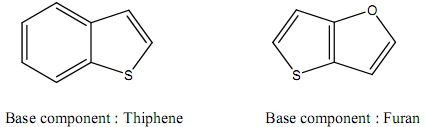 O
S
S
Base component : Thiphene
Base component : Furan